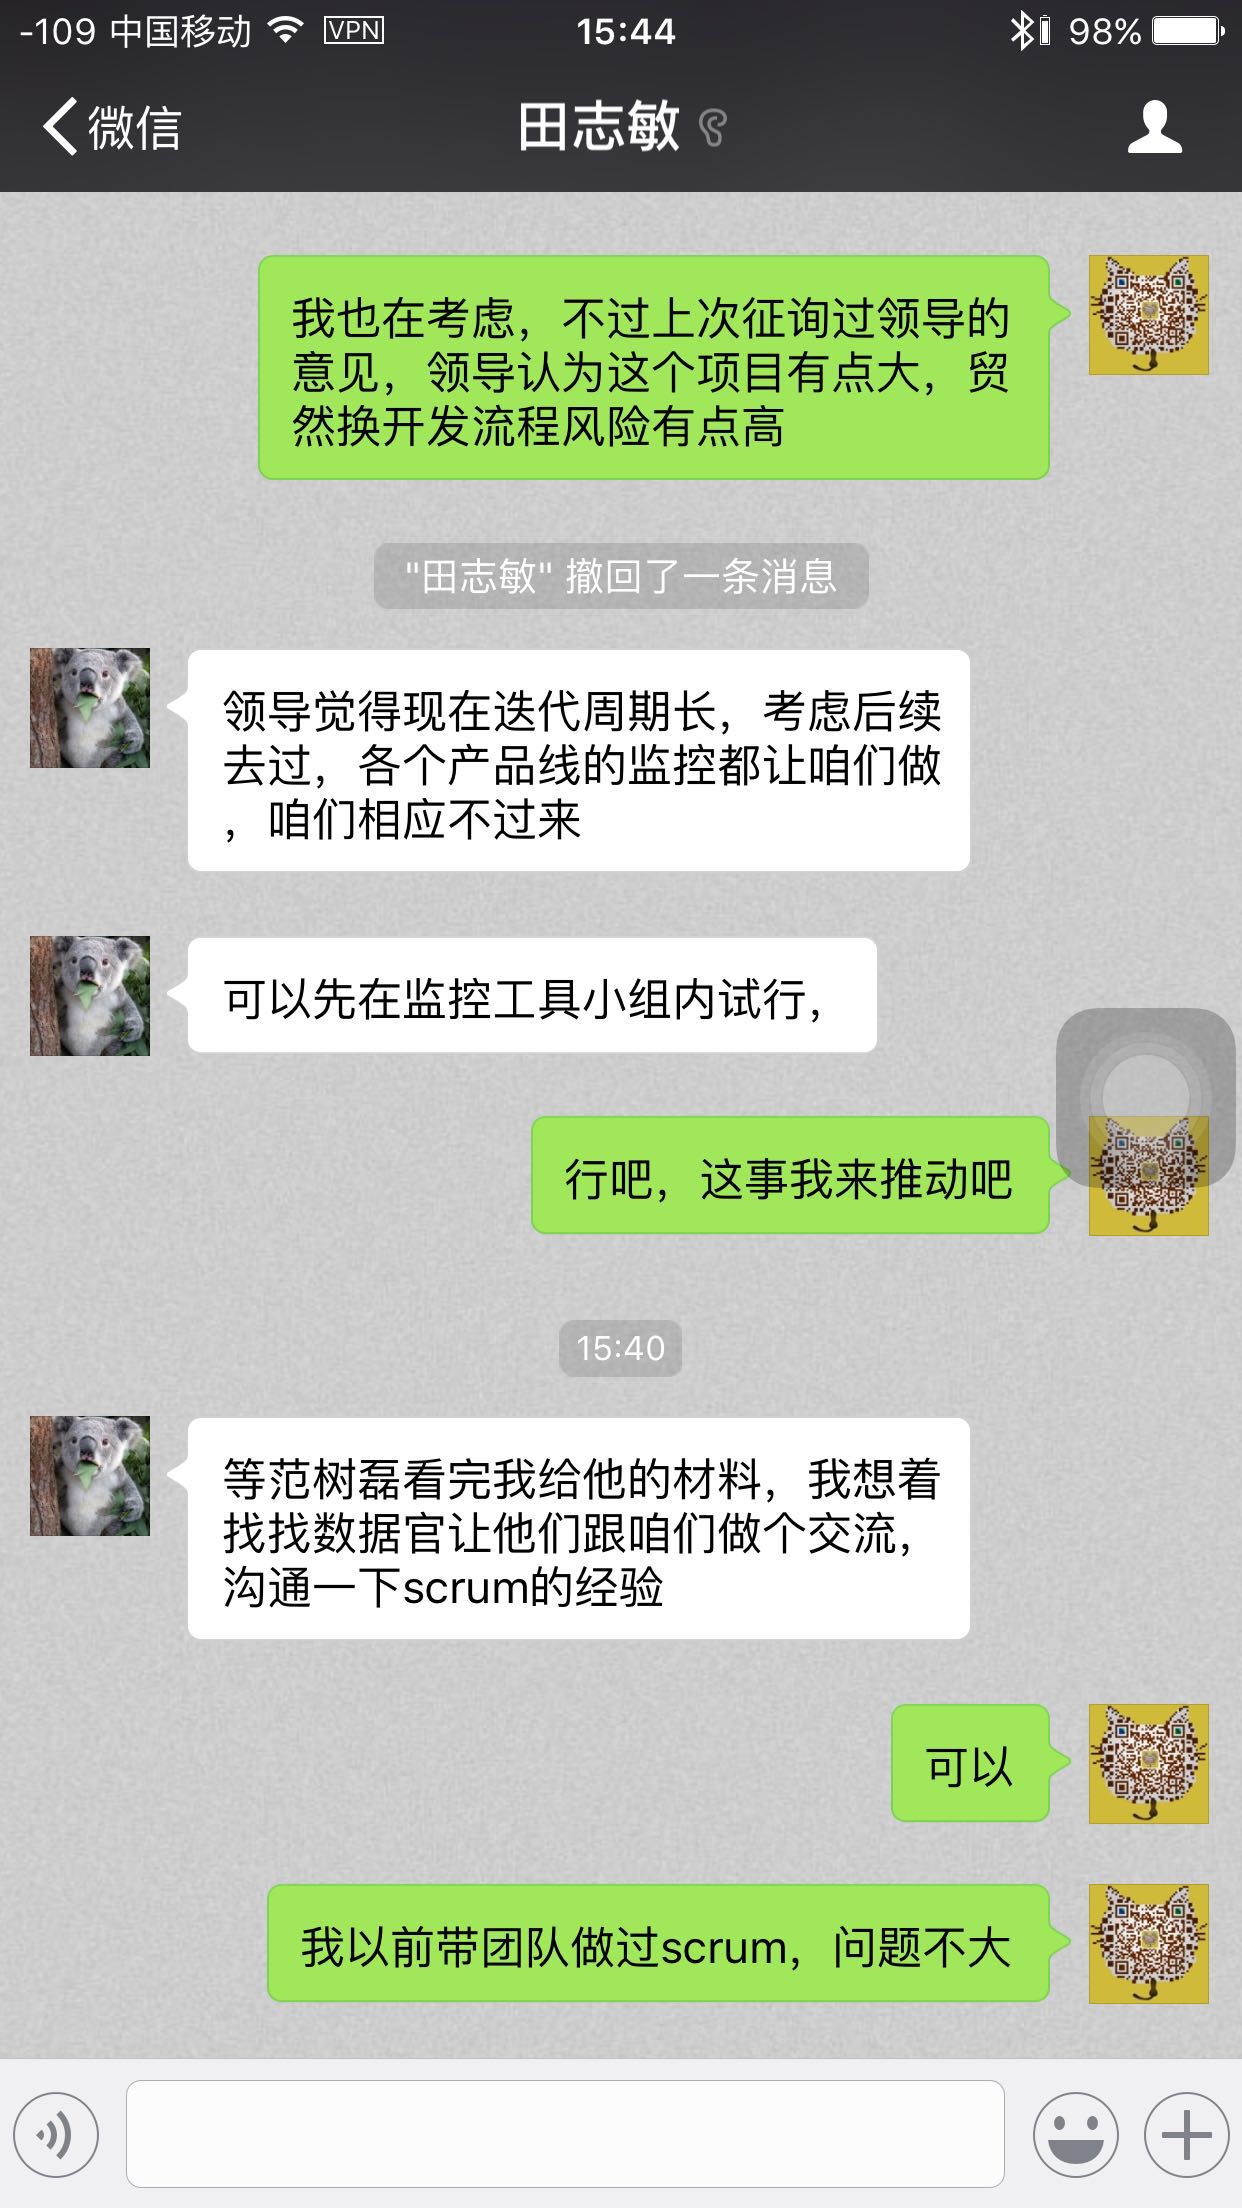 -109 中国移动 VPN 15:44 98%
微信 田志敏
我也在考虑，不过上次征询过领导的
意见，领导认为这个项目有点大，贸
然换开发流程风险有点高
"田志敏" 撤回了一条消息
领导觉得现在迭代周期长，考虑后续
去过，各个产品线的监控都让咱们做
，咱们相应不过来
可以先在监控工具小组内试行，
行吧，这事我来推动吧
15:40
等范树磊看完我给他的材料，我想着
找找数据官让他们跟咱们做个交流，
沟通一下scrum的经验
可以
我以前带团队做过scrum，问题不大